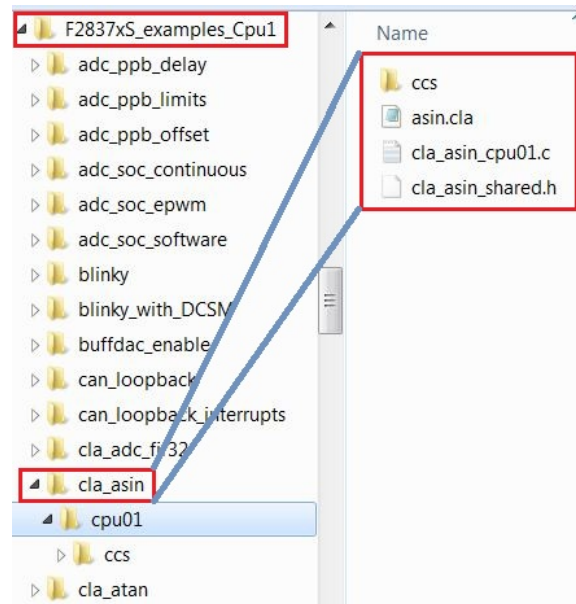 F2837xS_examples_Cpu1
adc_ppb_delay
adc_ppb_limits
adc_ppb_offset
adc_soc_continuous
adc_soc_epwm
adc_soc_software
blinky
blinky_with_DCSM
buffdac_enable
can_loopback
can_loopback_interrupts
cla_adc_fir32
cla_asin
cpu01
ccs
cla_atan
Name
ccs
asin.cla
cla_asin_cpu01.c
cla_asin_shared.h